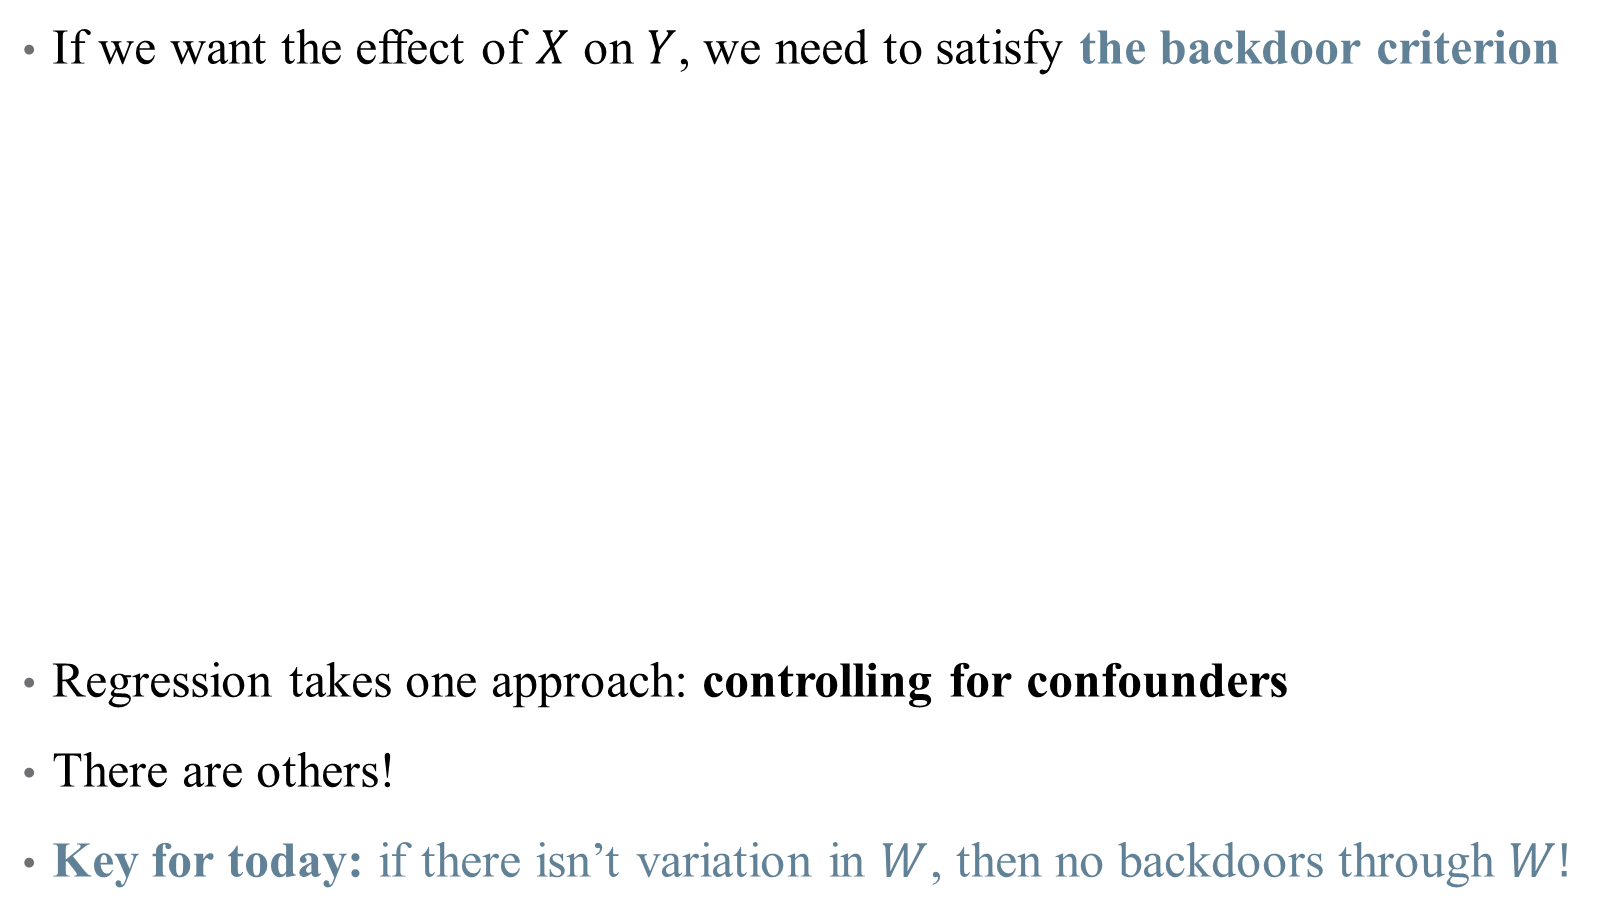 • If we want the effect of X on Y, we need to satisfy the backdoor criterion
• Regression takes one approach: controlling for confounders
• There are others!
• Key for today: if there isn’t variation in W, then no backdoors through W!